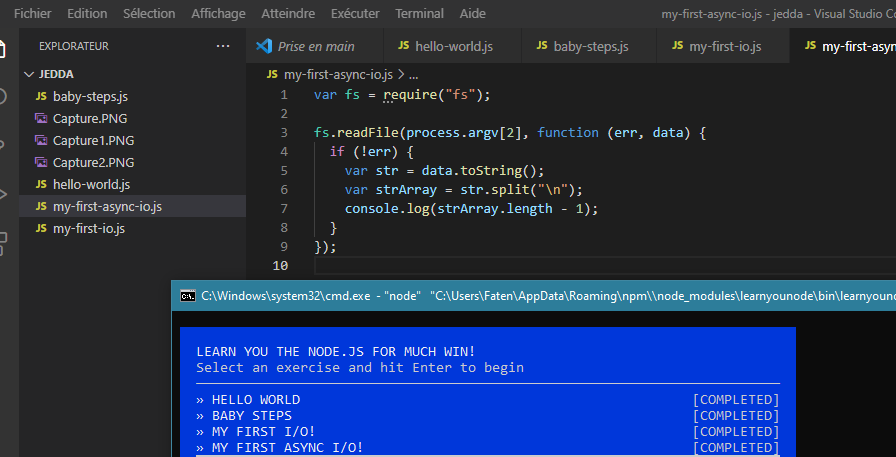 Fichier Edition Sélection Affichage Atteindre Exécuter Terminal Aide my-first-async-io.js - jedda - Visual Studio Co
EXPLORATEUR ···
JEDDA
JS baby-steps.js
Capture.PNG
Capture1.PNG
Capture2.PNG
JS hello-world.js
JS my-first-async-io.js
JS my-first-io.js
Prise en main JS hello-world.js JS baby-steps.js JS my-first-io.js JS my-first-asyn
JS my-first-async-io.js > ...
1 var fs = require("fs");
2
3 fs.readFile(process.argv[2], function (err, data) {
4 if (!err) {
5 var str = data.toString();
6 var strArray = str.split("\n");
7 console.log(strArray.length - 1);
8 }
9 });
10
C:\Windows\system32\cmd.exe - "node" "C:\Users\Faten\AppData\Roaming\npm\\node_modules\learnyounode\bin\learnyouno
LEARN YOU THE NODE.JS FOR MUCH WIN!
Select an exercise and hit Enter to begin
» HELLO WORLD [COMPLETED]
» BABY STEPS [COMPLETED]
» MY FIRST I/O! [COMPLETED]
» MY FIRST ASYNC I/O! [COMPLETED]